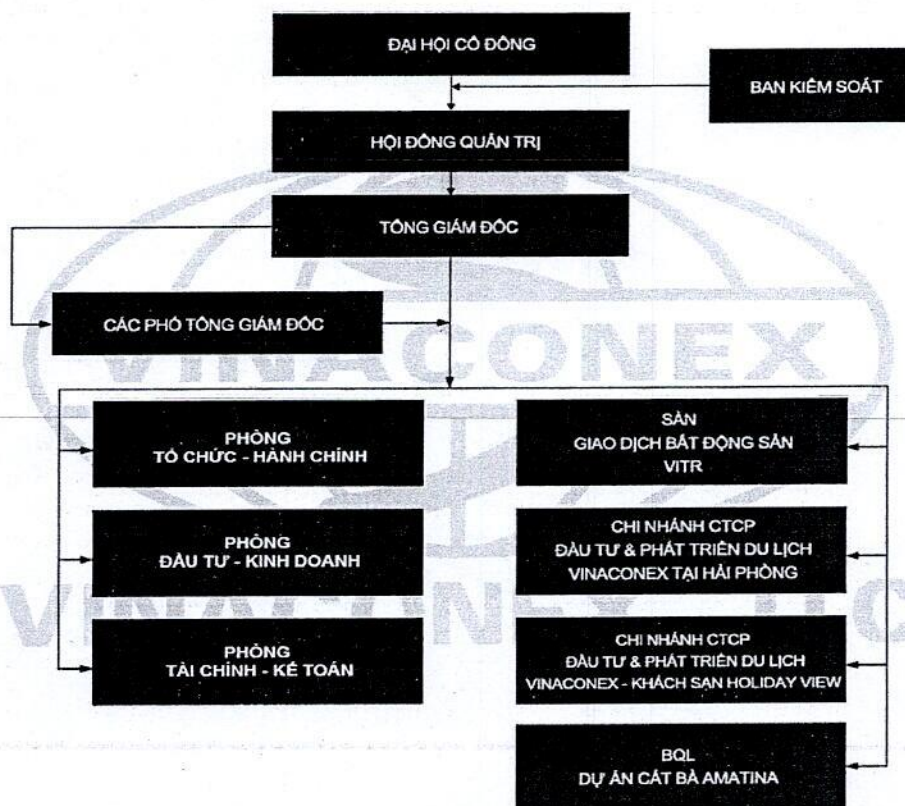 ĐẠI HỘI CỔ ĐÔNG
BAN KIỂM SOÁT
HỘI ĐỒNG QUẢN TRỊ
TỔNG GIÁM ĐỐC
CÁC PHÓ TỔNG GIÁM ĐỐC
VINACONEX
PHÒNG
TỔ CHỨC - HÀNH CHÍNH
SÀN
GIAO DỊCH BẤT ĐỘNG SẢN
VITR
PHÒNG
ĐẦU TƯ - KINH DOANH
CHI NHÁNH CTCP
ĐẦU TƯ & PHÁT TRIỂN DU LỊCH
VINACONEX TẠI HẢI PHÒNG
VINACONEX ITC
PHÒNG
TÀI CHÍNH - KẾ TOÁN
CHI NHÁNH CTCP
ĐẦU TƯ & PHÁT TRIỂN DU LỊCH
VINACONEX - KHÁCH SẠN HOLIDAY VIEW
BQL
DỰ ÁN CÁT BÀ AMATINA